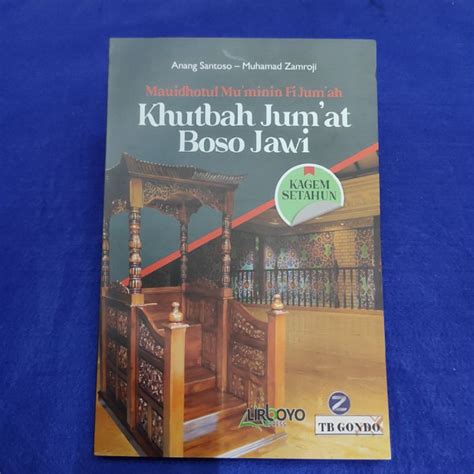 Anang Santoso – Muhamad Zamroji
Mauidhotul Mu'minin Fi Jum'ah
Khutbah Jum'at
Boso Jawi
KAGEM
SETAHUN
LIRBOYO
PRESS
Z
TB GONDO